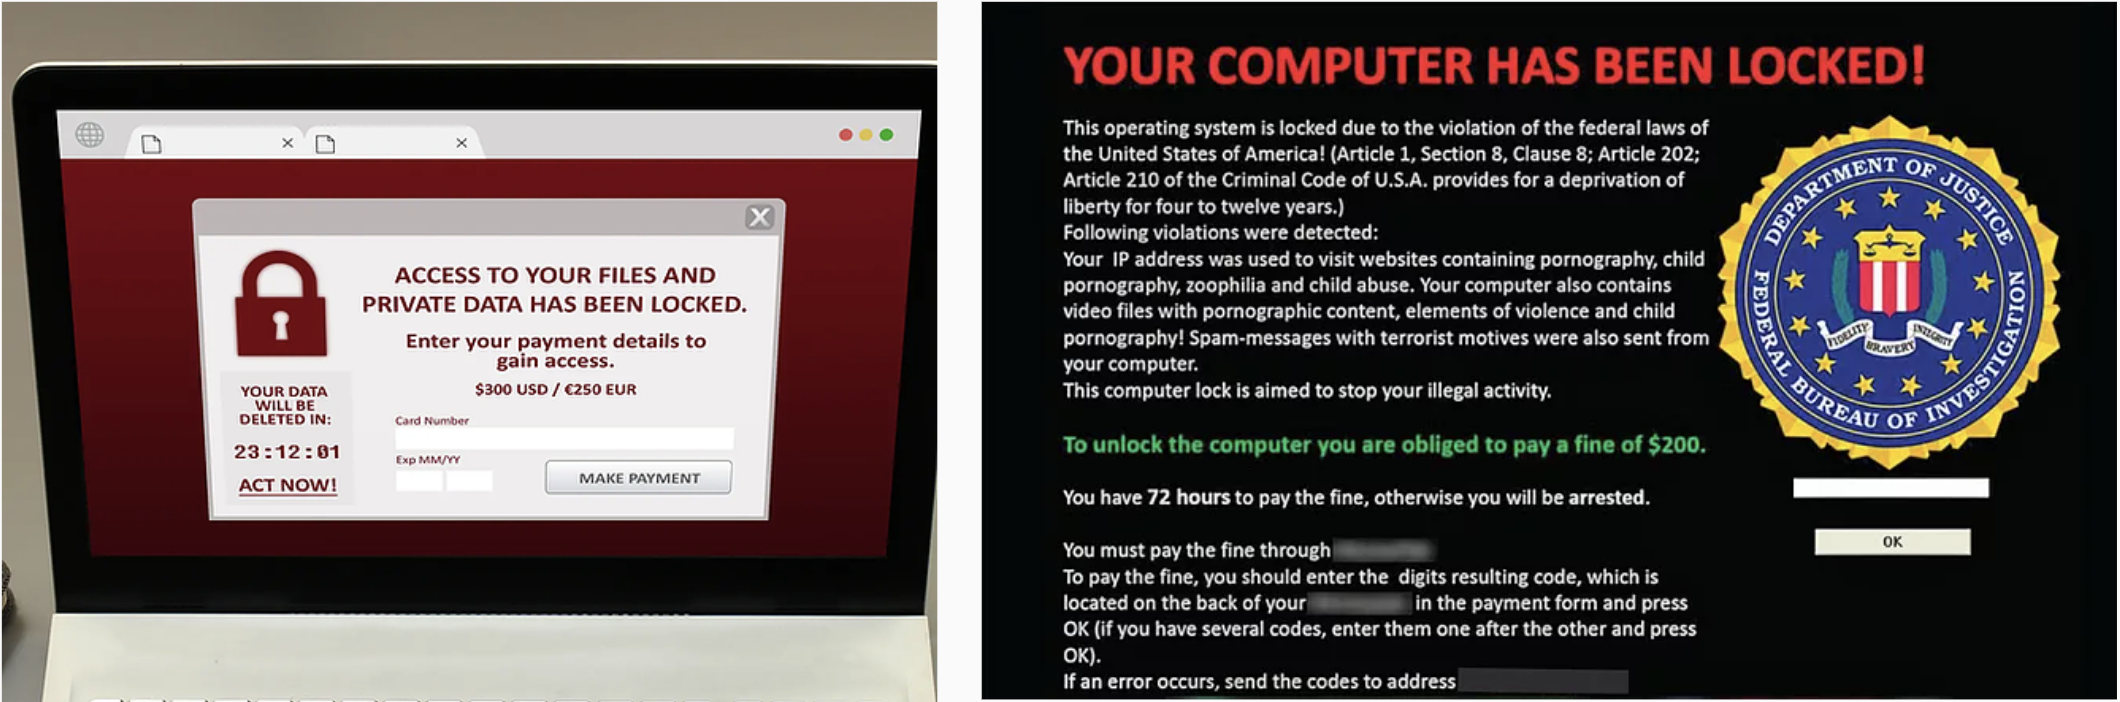 ACCESS TO YOUR FILES AND
PRIVATE DATA HAS BEEN LOCKED.
Enter your payment details to
gain access.
$300 USD / €250 EUR
YOUR DATA
WILL BE
DELETED IN:
23:12:01
ACT NOW!
Card Number
Exp MM/YY
MAKE PAYMENT
YOUR COMPUTER HAS BEEN LOCKED!
This operating system is locked due to the violation of the federal laws of
the United States of America! (Article 1, Section 8, Clause 8; Article 202;
Article 210 of the Criminal Code of U.S.A. provides for a deprivation of
liberty for four to twelve years.)
Following violations were detected:
Your IP address was used to visit websites containing pornography, child
pornography, zoophilia and child abuse. Your computer also contains
video files with pornographic content, elements of violence and child
pornography! Spam-messages with terrorist motives were also sent from
your computer.
This computer lock is aimed to stop your illegal activity.
To unlock the computer you are obliged to pay a fine of $200.
You have 72 hours to pay the fine, otherwise you will be arrested.
You must pay the fine through
To pay the fine, you should enter the digits resulting code, which is
located on the back of your in the payment form and press
OK (if you have several codes, enter them one after the other and press
OK).
If an error occurs, send the codes to address
DEPARTMENT OF JUSTICE
FEDERAL BUREAU OF INVESTIGATION
FIDELITY BRAVERY INTEGRITY
OK